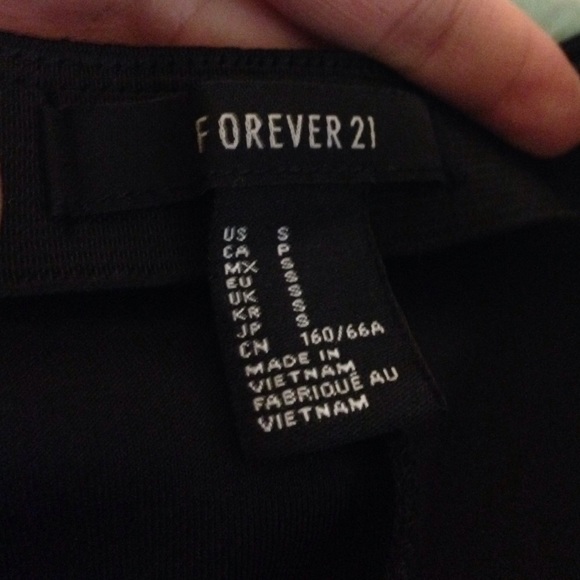 FOREVER 21
US S
CA P
MX S
EU S
UK S
KR S
JP
CN 160/66A
MADE IN
VIETNAM
FABRIQUÉ AU
VIETNAM